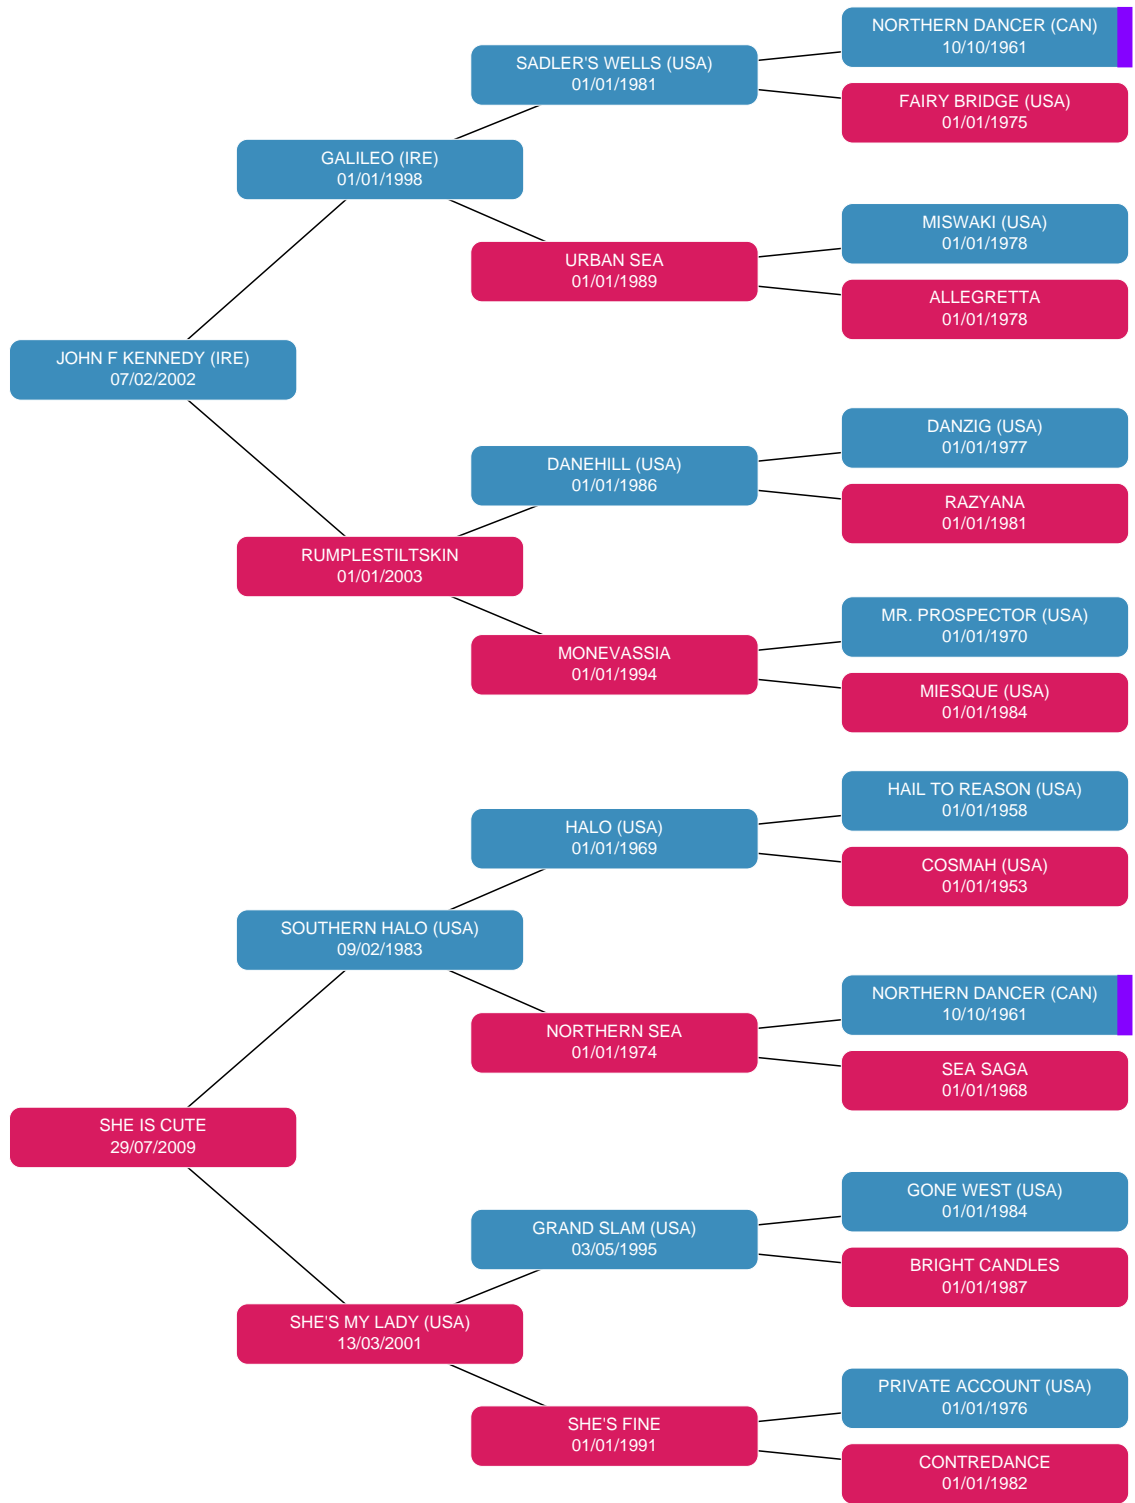 NORTHERN DANCER (CAN)
10/10/1961
SADLER'S WELLS (USA)
01/01/1981
FAIRY BRIDGE (USA)
01/01/1975
GALILEO (IRE)
01/01/1998
MISWAKI (USA)
01/01/1978
URBAN SEA
01/01/1989
ALLEGRETTA
01/01/1978
JOHN F KENNEDY (IRE)
07/02/2002
DANZIG (USA)
01/01/1977
DANEHILL (USA)
01/01/1986
RAZYANA
01/01/1981
RUMPLESTILTSKIN
01/01/2003
MR. PROSPECTOR (USA)
01/01/1970
MONEVASSIA
01/01/1994
MIESQUE (USA)
01/01/1984
HAIL TO REASON (USA)
01/01/1958
HALO (USA)
01/01/1969
COSMAH (USA)
01/01/1953
SOUTHERN HALO (USA)
09/02/1983
NORTHERN DANCER (CAN)
10/10/1961
NORTHERN SEA
01/01/1974
SEA SAGA
01/01/1968
SHE IS CUTE
29/07/2009
GONE WEST (USA)
01/01/1984
GRAND SLAM (USA)
03/05/1995
BRIGHT CANDLES
01/01/1987
SHE'S MY LADY (USA)
13/03/2001
PRIVATE ACCOUNT (USA)
01/01/1976
SHE'S FINE
01/01/1991
CONTREDANCE
01/01/1982